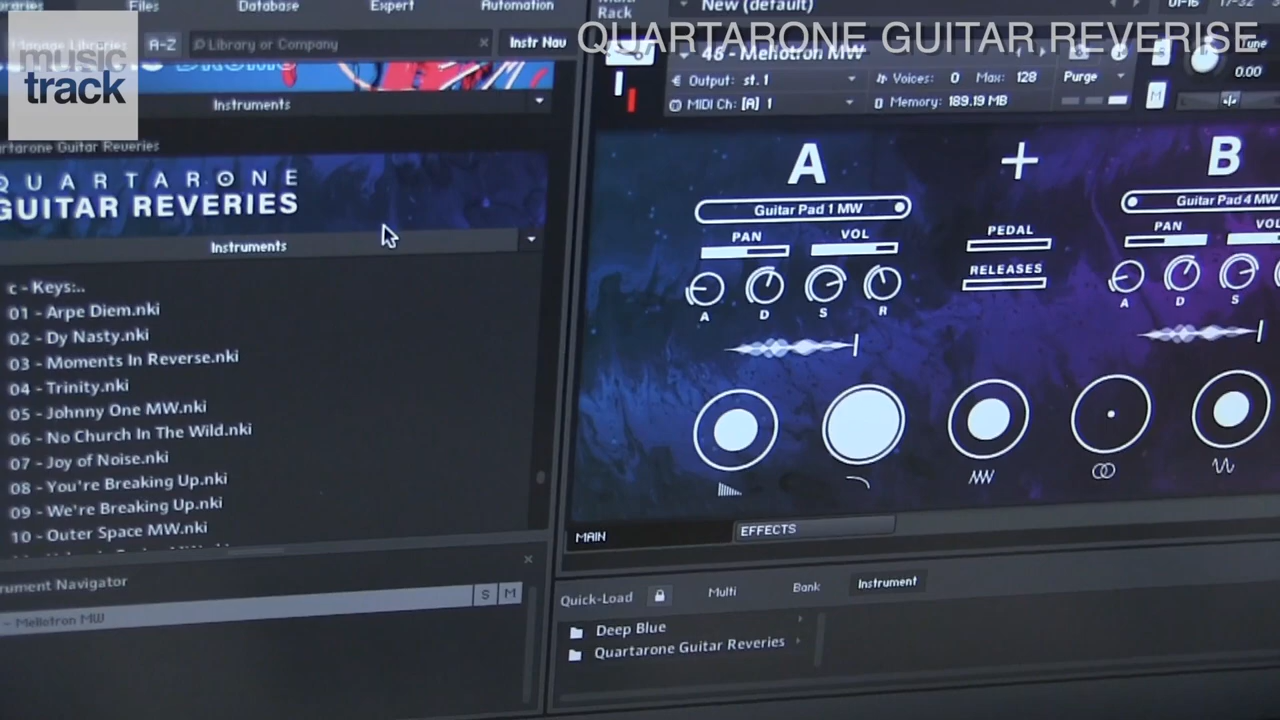 Files
Database
Expert
Automation
Rack
New (default)
QUARTARONE GUITAR REVERISE
music
track
A-Z
Library or Company
Instr Nav
48 - Mellotron MW
Tune
0.00
Output: st. 1
Voices: 0 Max: 128
Purge
MIDI Ch: [A] 1
Memory: 189.19 MB
M
Instruments
Guitar Reveries
QUARTARONE
GUITAR REVERIES
Instruments
c - Keys:..
01 - Arpe Diem.nki
02 - Dy Nasty.nki
03 - Moments In Reverse.nki
04 - Trinity.nki
05 - Johnny One MW.nki
06 - No Church In The Wild.nki
07 - Joy of Noise.nki
08 - You're Breaking Up.nki
09 - We're Breaking Up.nki
10 - Outer Space MW.nki
A
+
B
Guitar Pad 1 MW
Guitar Pad 4 MW
PAN
VOL
PEDAL
PAN
RELEASES
A
D
S
R
A
D
S
MAIN
EFFECTS
Navigator
S
M
- Mellotron MW
Quick-Load
Multi
Bank
Instrument
Deep Blue
Quartarone Guitar Reveries